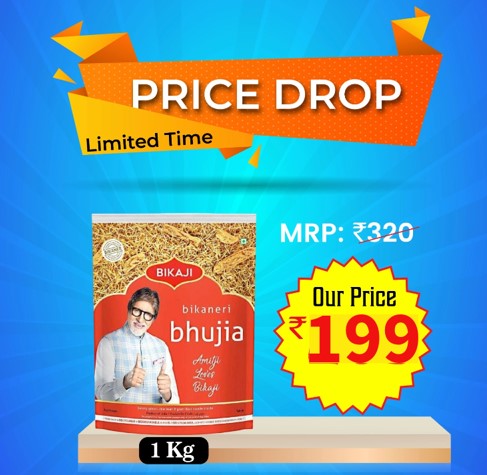 PRICE DROP
Limited Time
MRP: ₹320
BIKAJI
bikaneri
bhujia
Amitji
Loves
Bikaji
Our Price
₹199
1 Kg